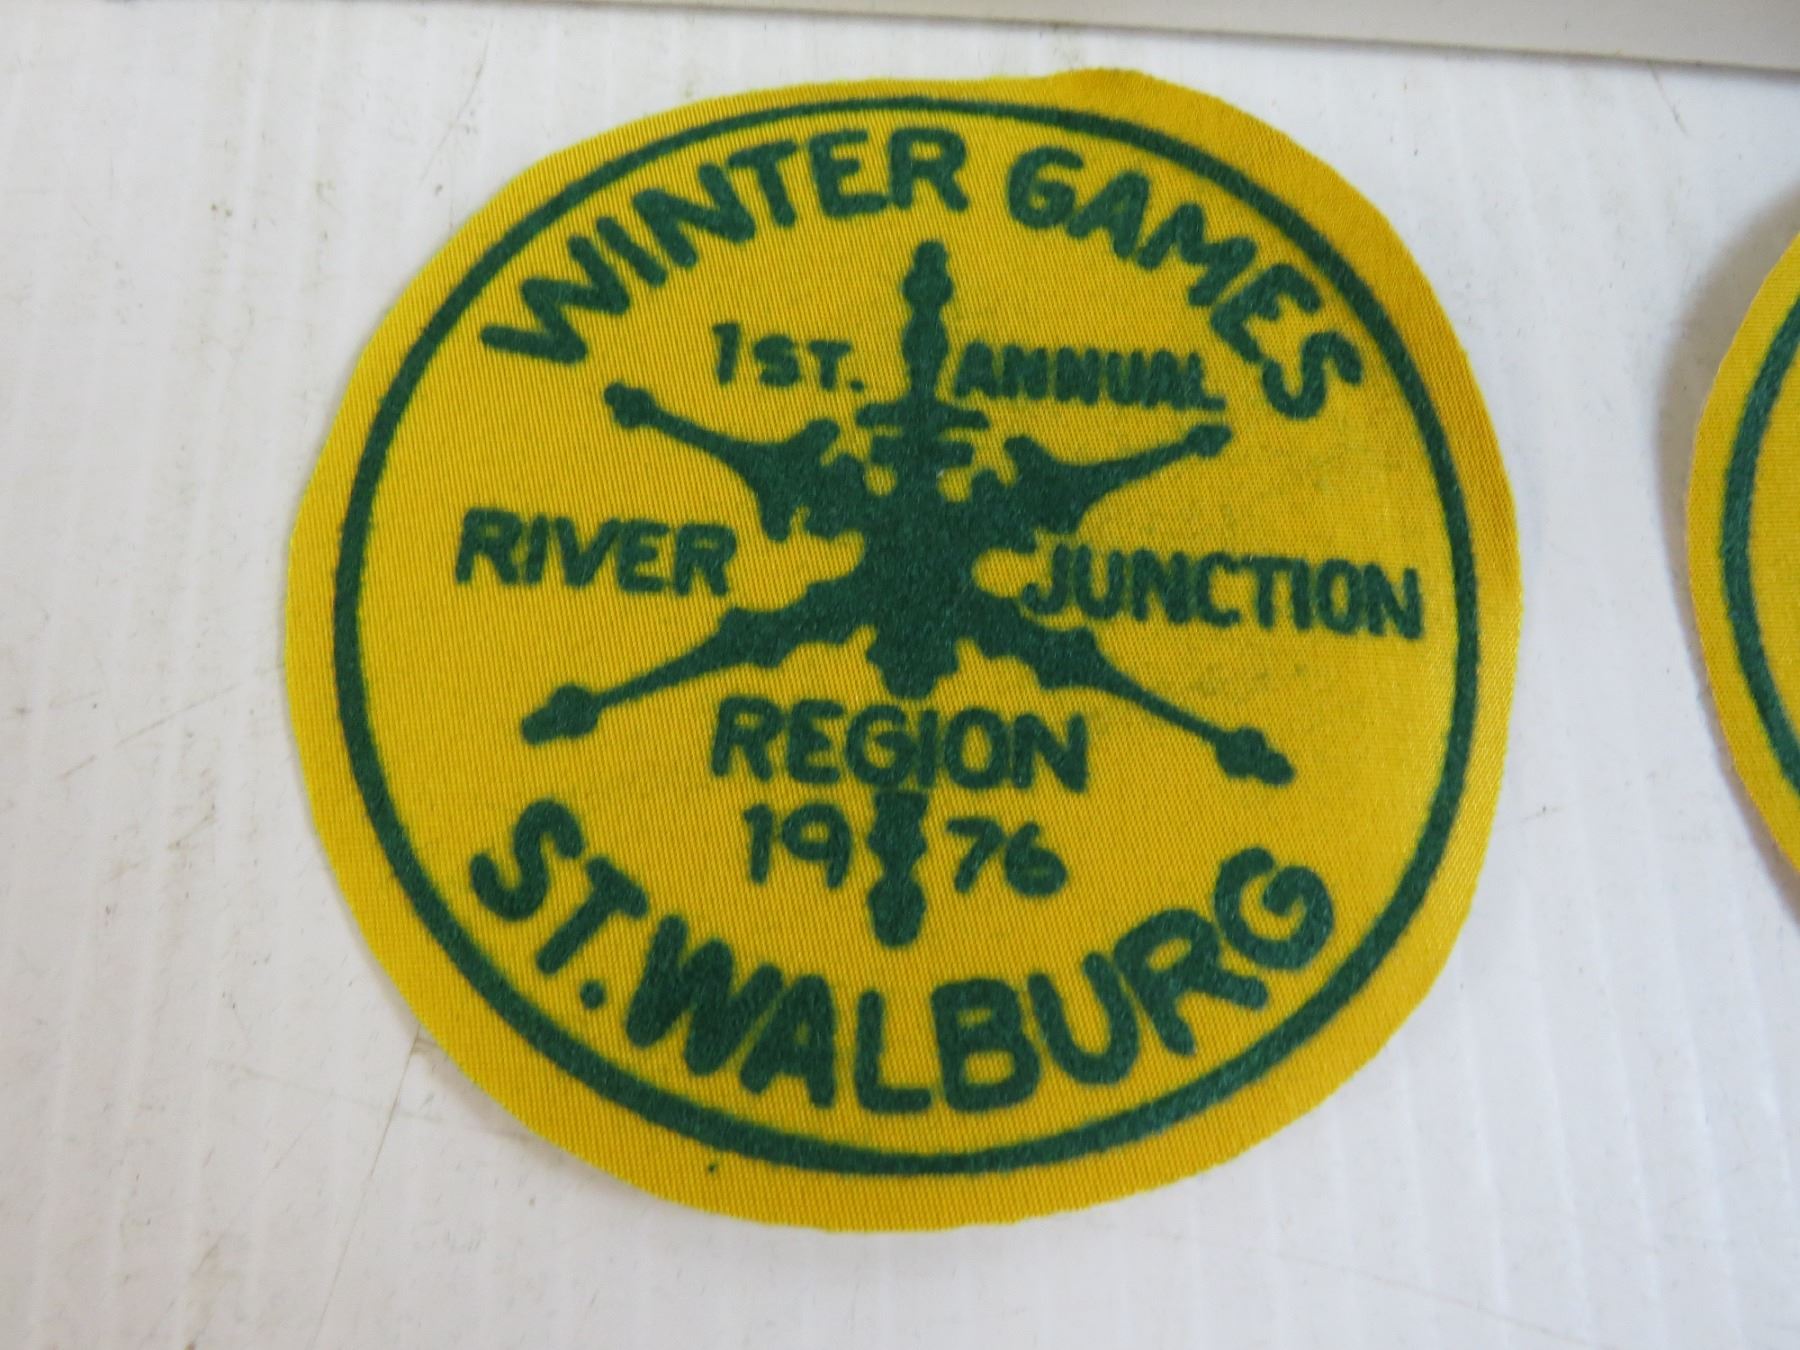 WINTER GAMES
1ST. ANNUAL
RIVER JUNCTION
REGION
1976
ST. WALBURG